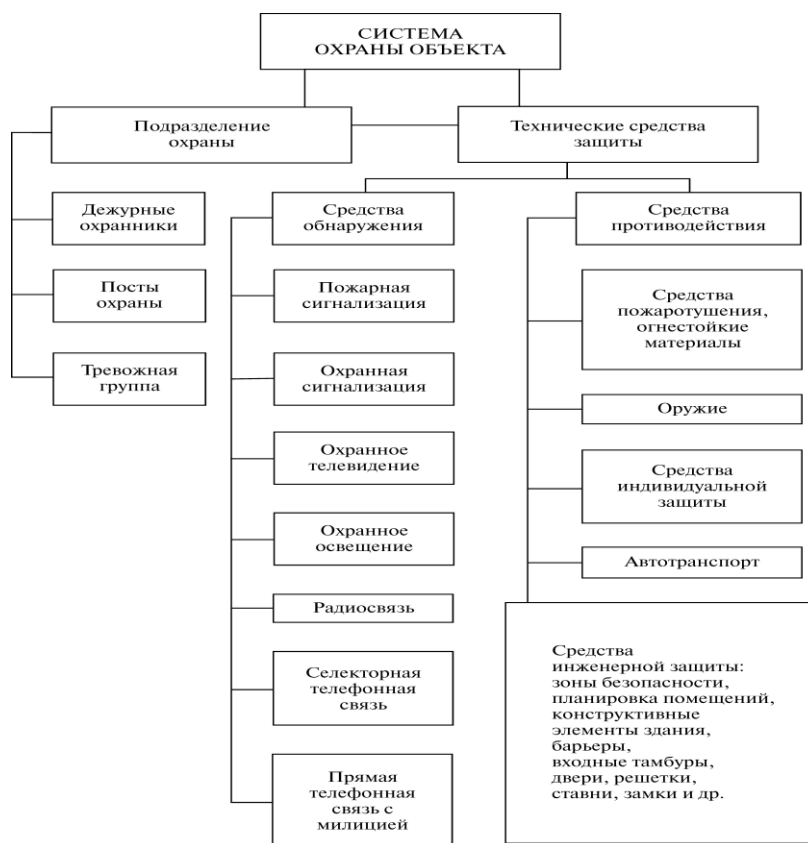 СИСТЕМА
ОХРАНЫ ОБЪЕКТА
Подразделение
охраны
Технические средства
защиты
Дежурные
охранники
Посты
охраны
Тревожная
группа
Средства
обнаружения
Пожарная
сигнализация
Охранная
сигнализация
Охранное
телевидение
Охранное
освещение
Радиосвязь
Селекторная
телефонная
связь
Прямая
телефонная
связь с
милицией
Средства
противодействия
Средства
пожаротушения,
огнестойкие
материалы
Оружие
Средства
индивидуальной
защиты
Автотранспорт
Средства
инженерной защиты:
зоны безопасности,
планировка помещений,
конструктивные
элементы здания,
барьеры,
входные тамбуры,
двери, решетки,
ставни, замки и др.